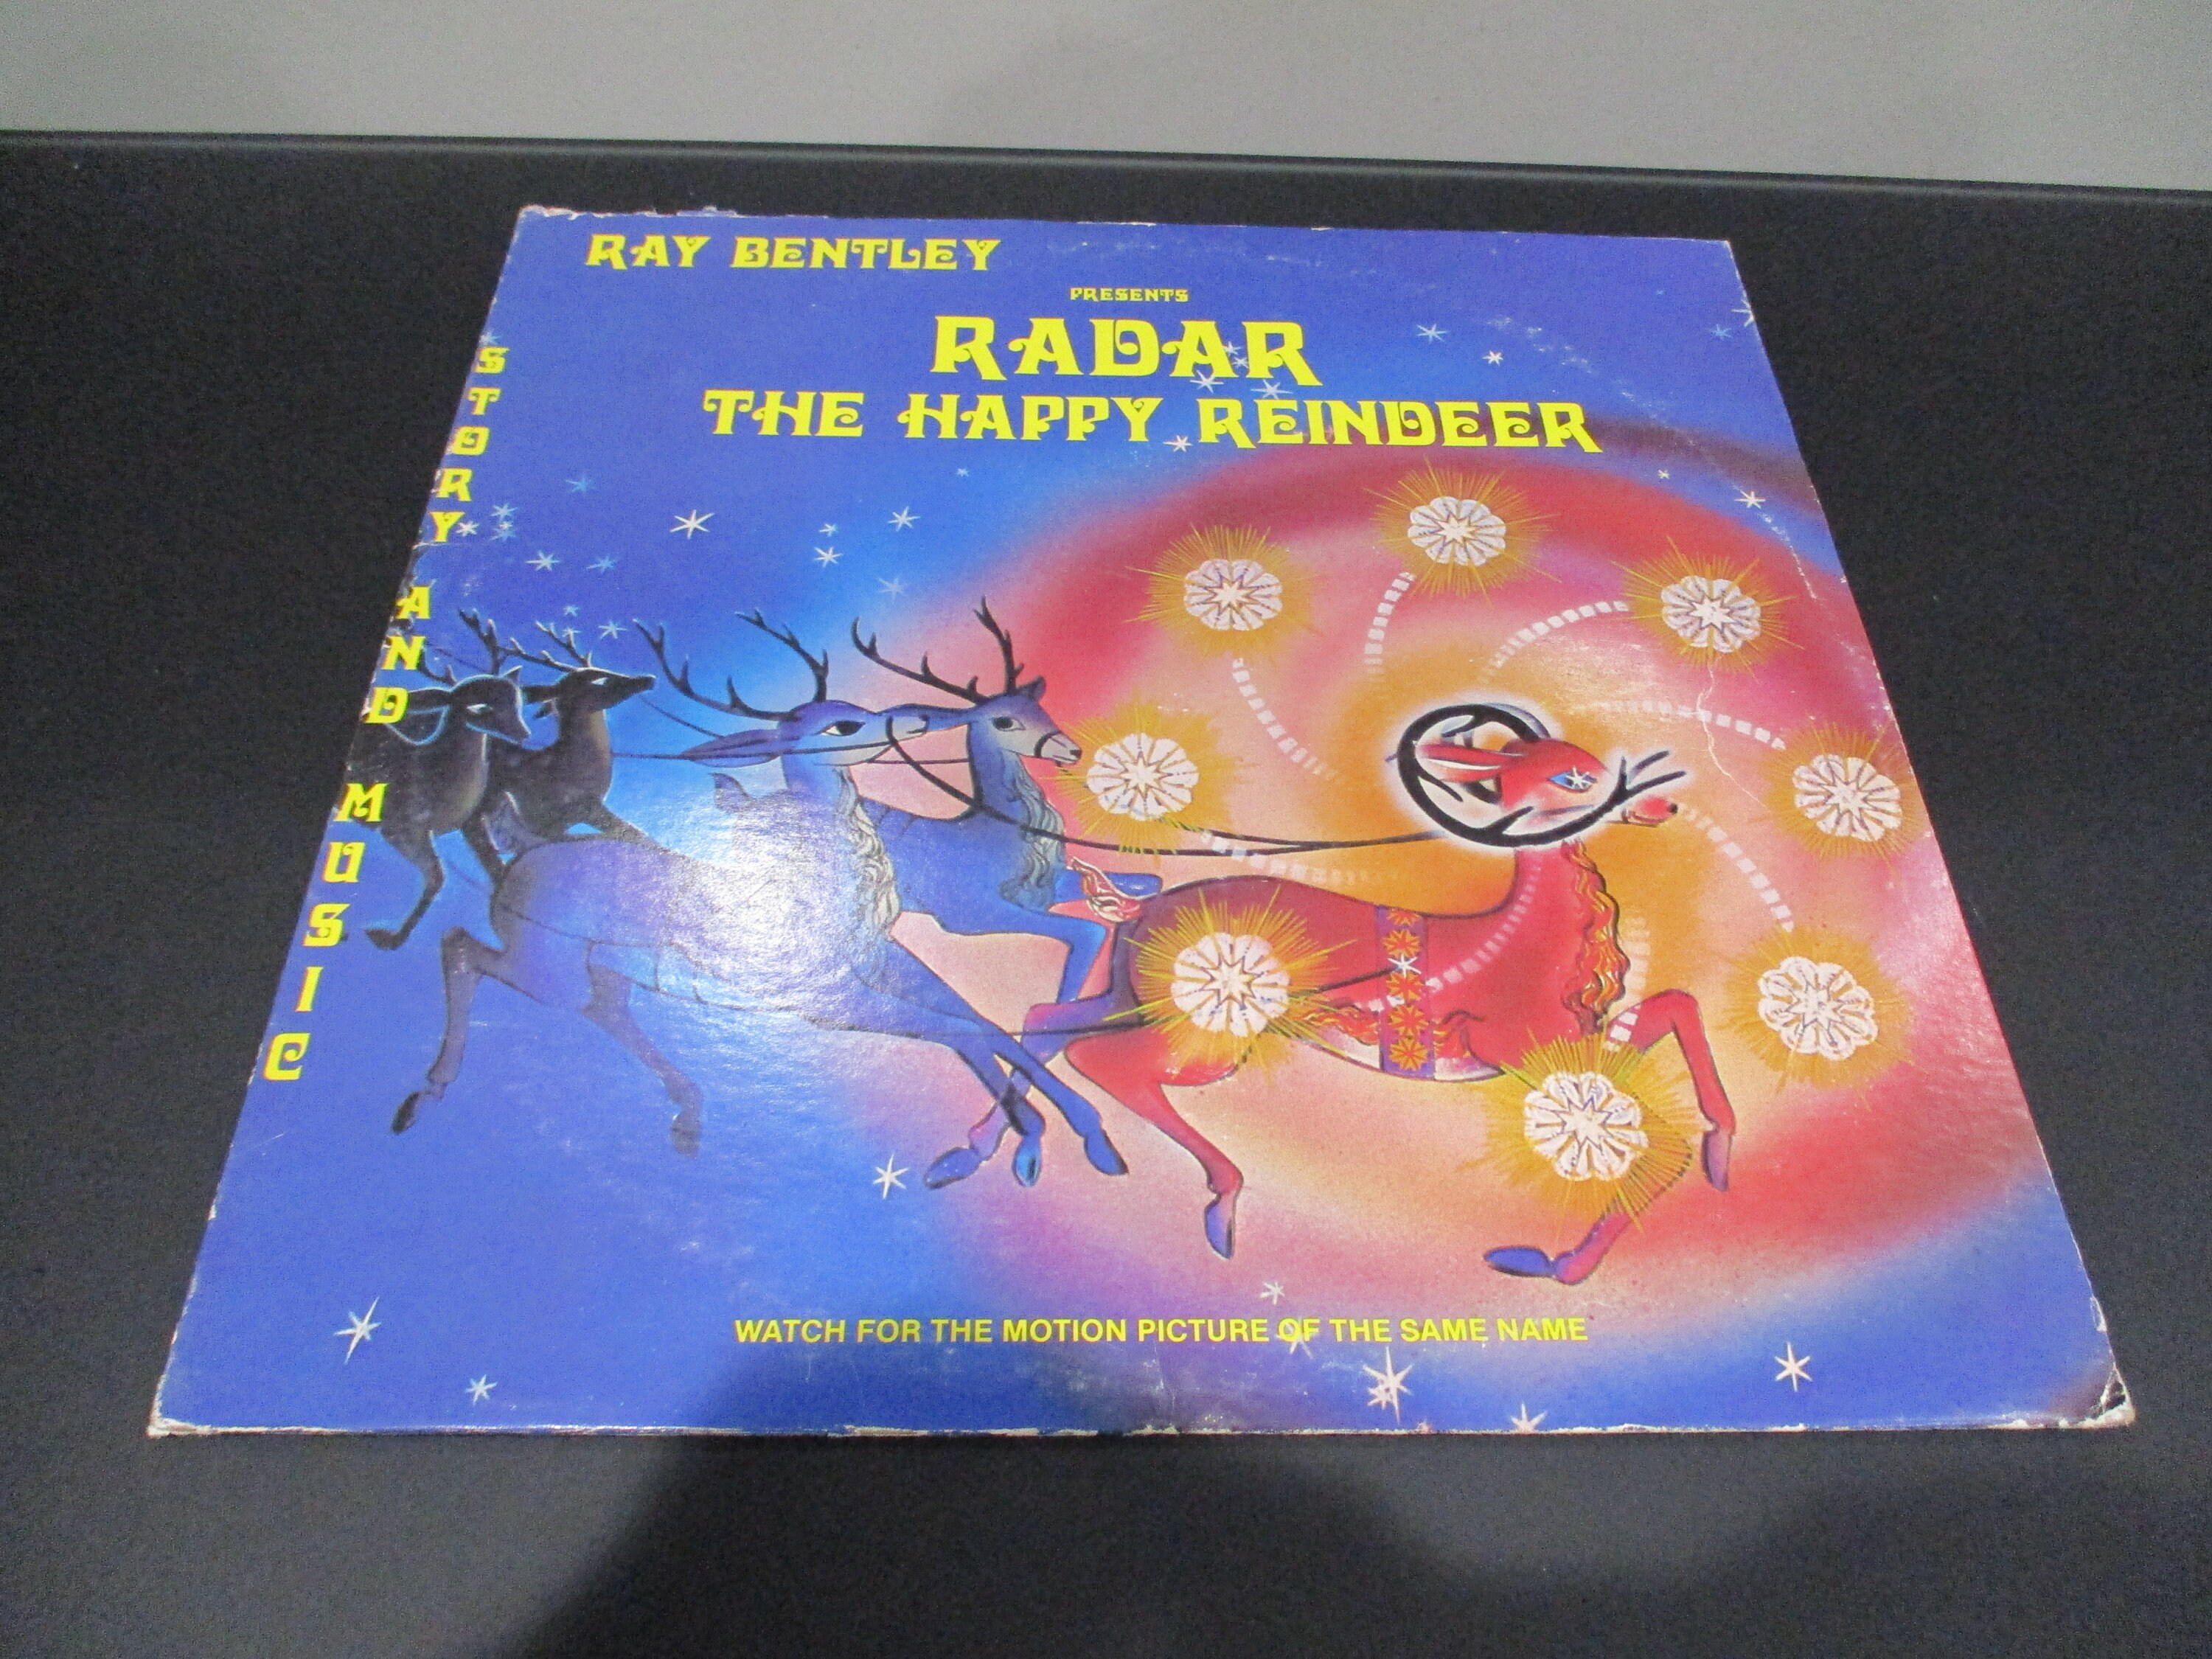 RAY BENTLEY
PRESENTS
RADAR
THE HAPPY REINDEER
STORY AND MUSIC
WATCH FOR THE MOTION PICTURE OF THE SAME NAME